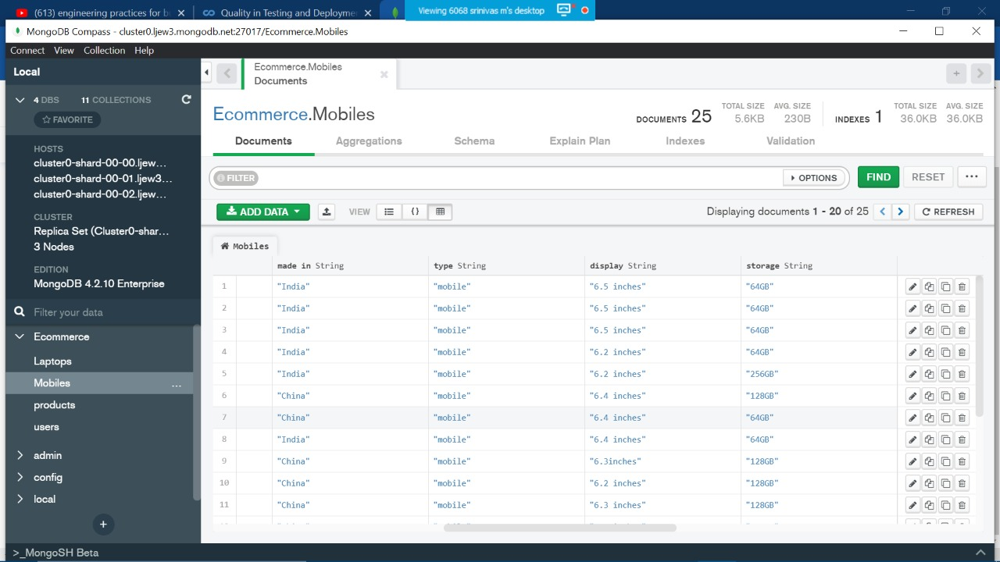 (613) engineering practices for b
Quality in Testing and Deployme
Viewing 6068 srinivas m's desktop
MongoDB Compass - cluster0.ljew3.mongodb.net:27017/Ecommerce.Mobiles
Connect View Collection Help
Local
4 DBS 11 COLLECTIONS
FAVORITE
HOSTS
cluster0-shard-00-00.ljew...
cluster0-shard-00-01.ljew3...
cluster0-shard-00-02.ljew...
CLUSTER
Replica Set (Cluster0-shar...
3 Nodes
EDITION
MongoDB 4.2.10 Enterprise
Filter your data
Ecommerce
Laptops
Mobiles ...
products
users
admin
config
local
>_MongoSH Beta
Ecommerce.Mobiles
Documents
Ecommerce.Mobiles
DOCUMENTS 25 TOTAL SIZE 5.6KB AVG. SIZE 230B INDEXES 1 TOTAL SIZE 36.0KB AVG. SIZE 36.0KB
Documents Aggregations Schema Explain Plan Indexes Validation
FILTER OPTIONS FIND RESET ...
ADD DATA VIEW {} Displaying documents 1 - 20 of 25 < > REFRESH
Mobiles
made in String type String display String storage String
1 "India" "mobile" "6.5 inches" "64GB"
2 "India" "mobile" "6.5 inches" "64GB"
3 "India" "mobile" "6.5 inches" "64GB"
4 "India" "mobile" "6.2 inches" "64GB"
5 "India" "mobile" "6.2 inches" "256GB"
6 "China" "mobile" "6.4 inches" "128GB"
7 "China" "mobile" "6.4 inches" "64GB"
8 "India" "mobile" "6.4 inches" "64GB"
9 "China" "mobile" "6.3inches" "128GB"
10 "China" "mobile" "6.2 inches" "128GB"
11 "China" "mobile" "6.3 inches" "128GB"